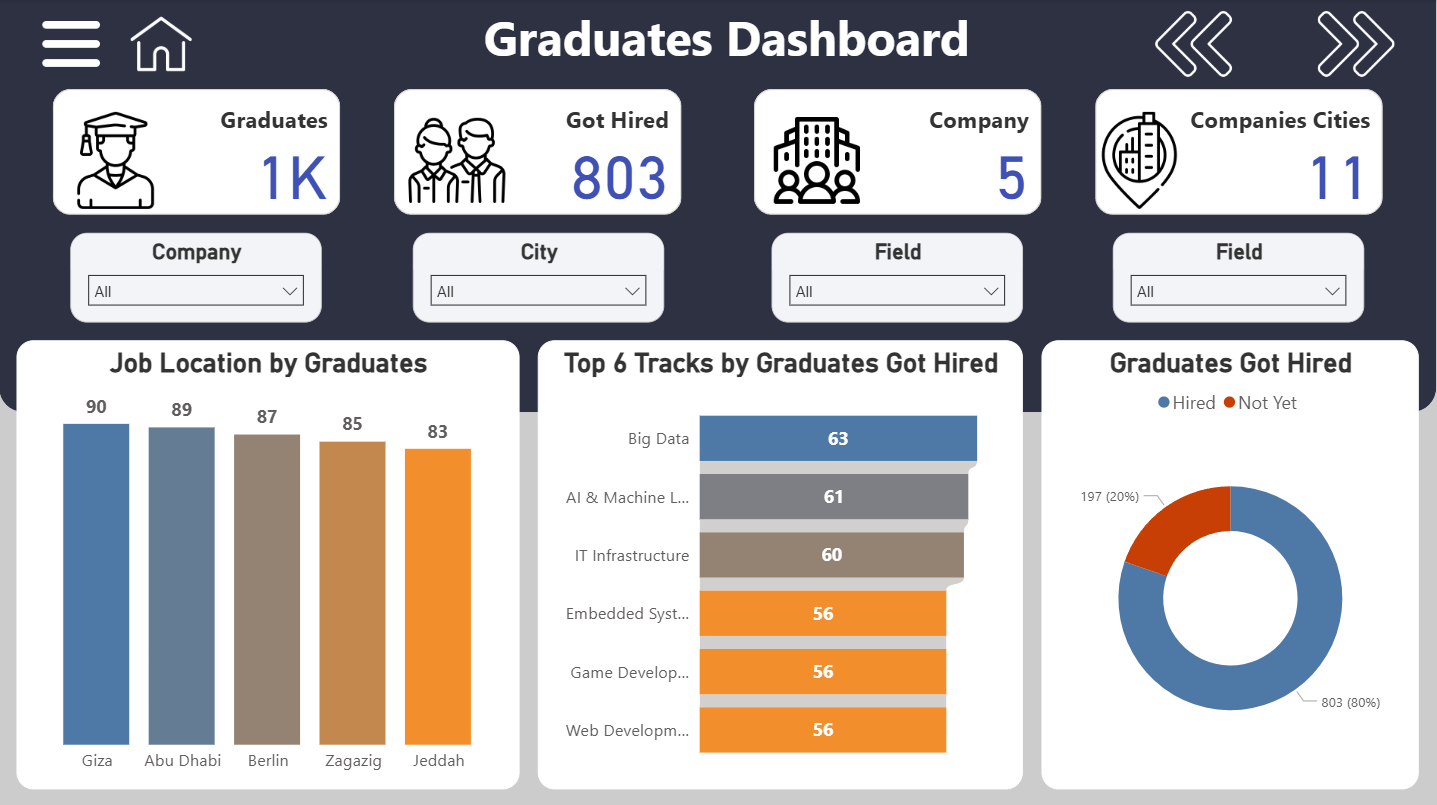 Graduates Dashboard
Graduates
1K
Got Hired
803
Company
5
Companies Cities
11
Company
All
City
All
Field
All
Field
All
Job Location by Graduates
90
89
87
85
83
Giza
Abu Dhabi
Berlin
Zagazig
Jeddah
Top 6 Tracks by Graduates Got Hired
Big Data 63
AI & Machine L... 61
IT Infrastructure 60
Embedded Syst... 56
Game Develop... 56
Web Developm... 56
Graduates Got Hired
Hired Not Yet
197 (20%)
803 (80%)